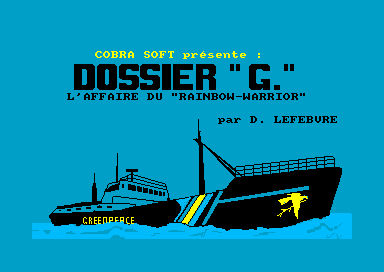 COBRA SOFT présente :
DOSSIER "G."
L'AFFAIRE DU "RAINBOW-WARRIOR"
par D. LEFEBVRE
GREENPEACE